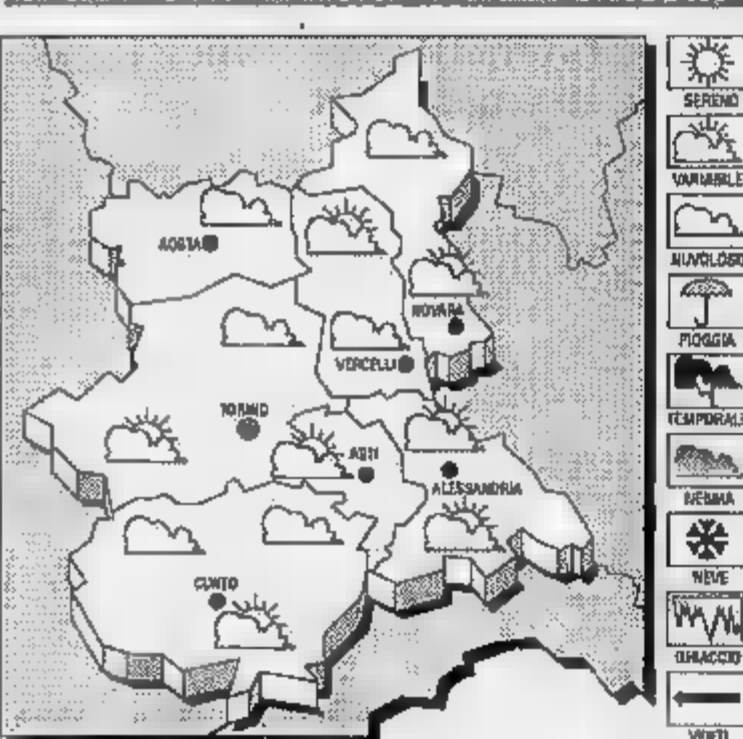 SERENO
VARIABILE
NUVOLOSO
PIOGGIA
TEMPORALE
NEBBIA
NEVE
GHIACCIO
VENTI
AOSTA
NOVARA
VERCELLI
TORINO
ASTI
ALESSANDRIA
CUNEO